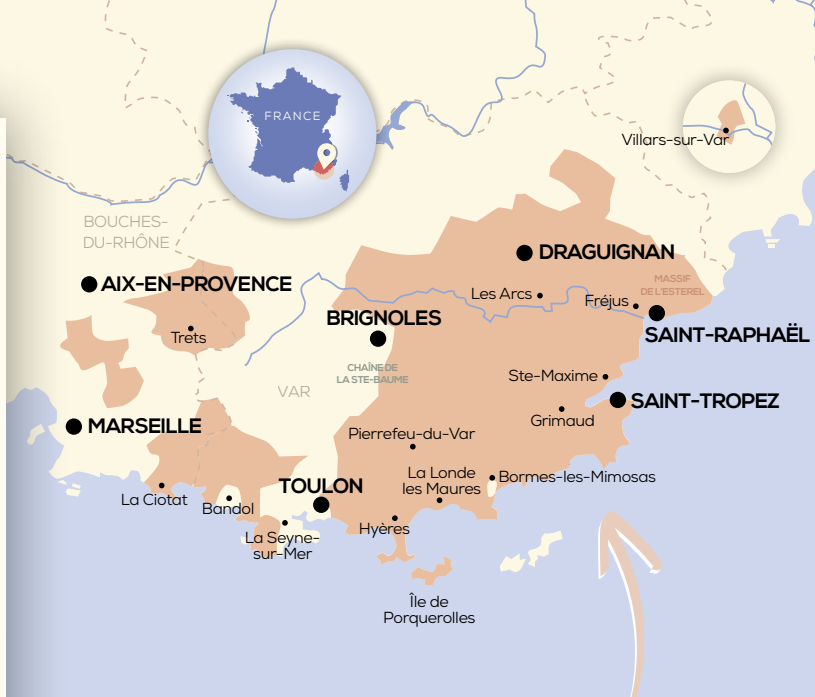 FRANCE
Villars-sur-Var
BOUCHES-
DU-RHÔNE
DRAGUIGNAN
AIX-EN-PROVENCE
MASSIF
DE L'ESTEREL
Les Arcs
Fréjus
BRIGNOLES
SAINT-RAPHAËL
Trets
CHAÎNE DE
LA STE-BAUME
Ste-Maxime
VAR
SAINT-TROPEZ
Grimaud
MARSEILLE
Pierrefeu-du-Var
La Londe
les Maures
Bormes-les-Mimosas
TOULON
La Ciotat
Bandol
Hyères
La Seyne-
sur-Mer
Île de
Porquerolles